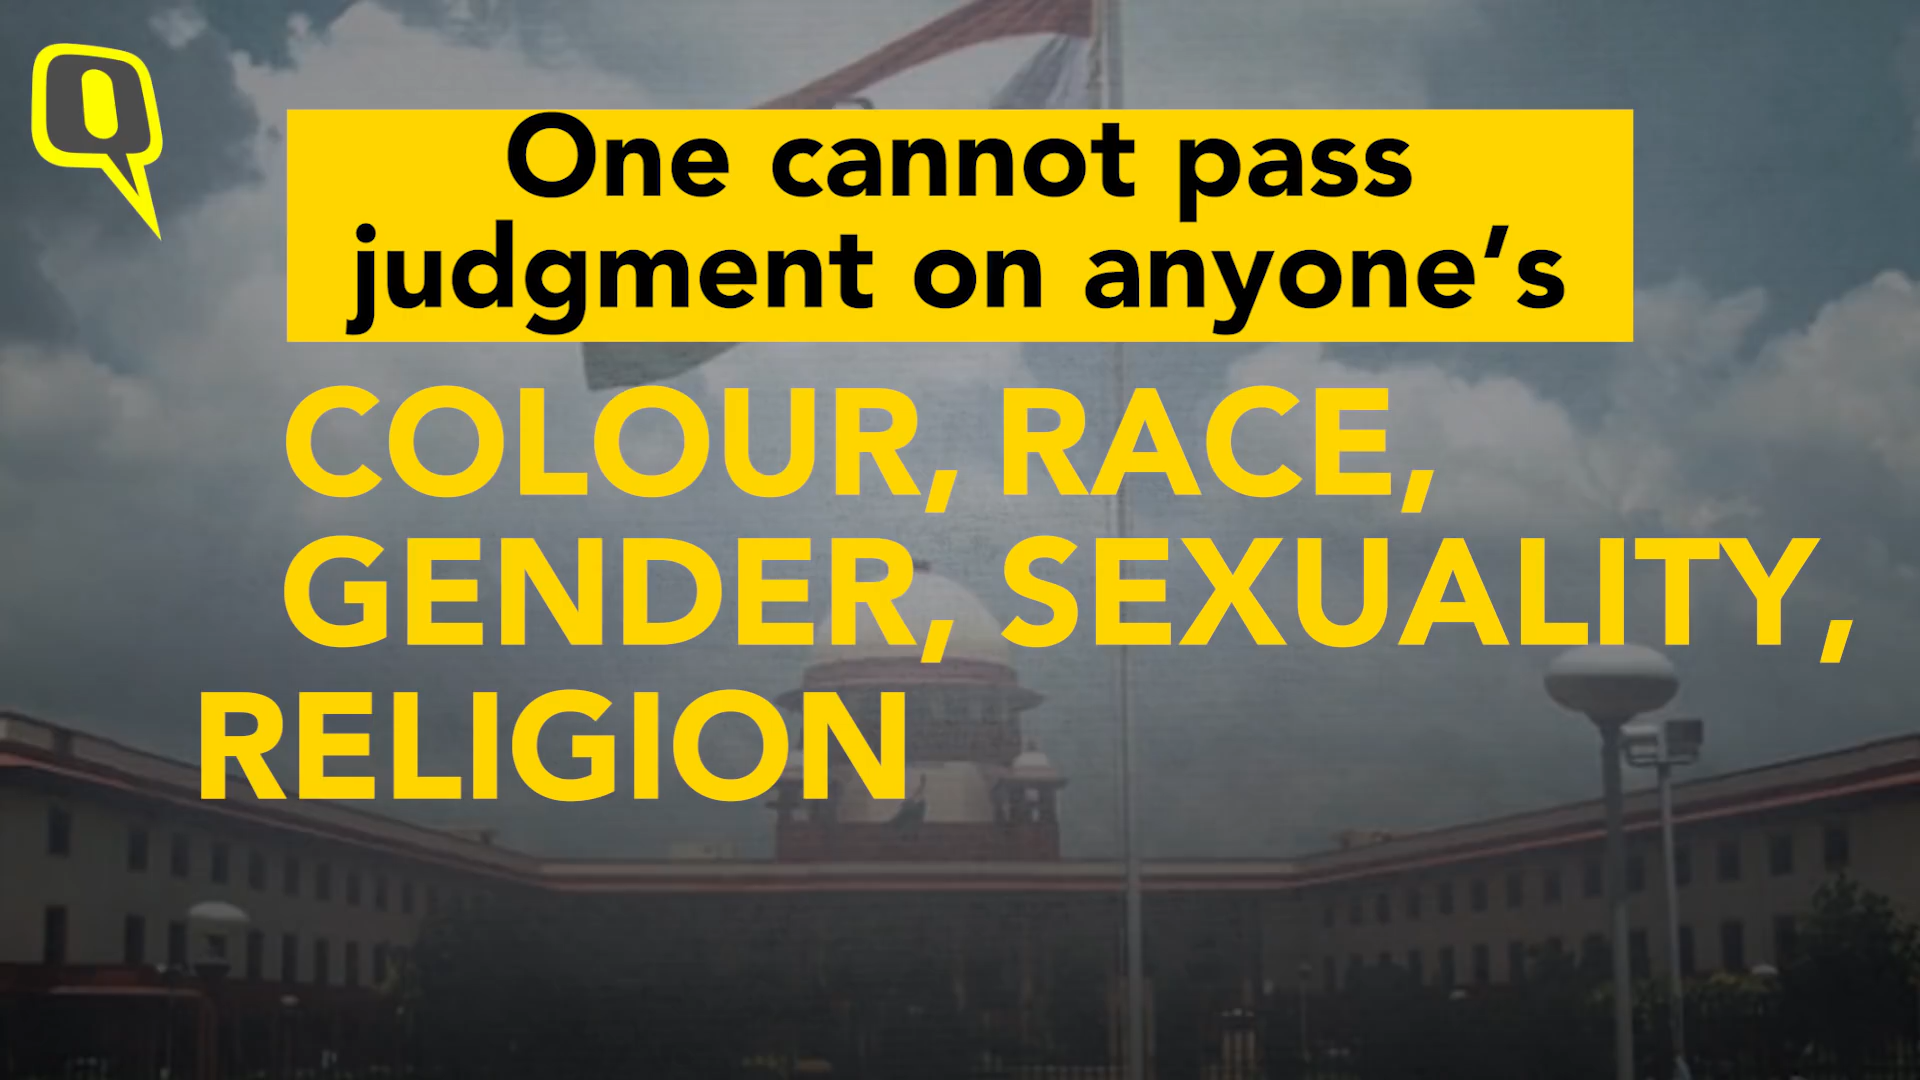 One cannot pass
judgment on anyone’s
COLOUR, RACE,
GENDER, SEXUALITY,
RELIGION